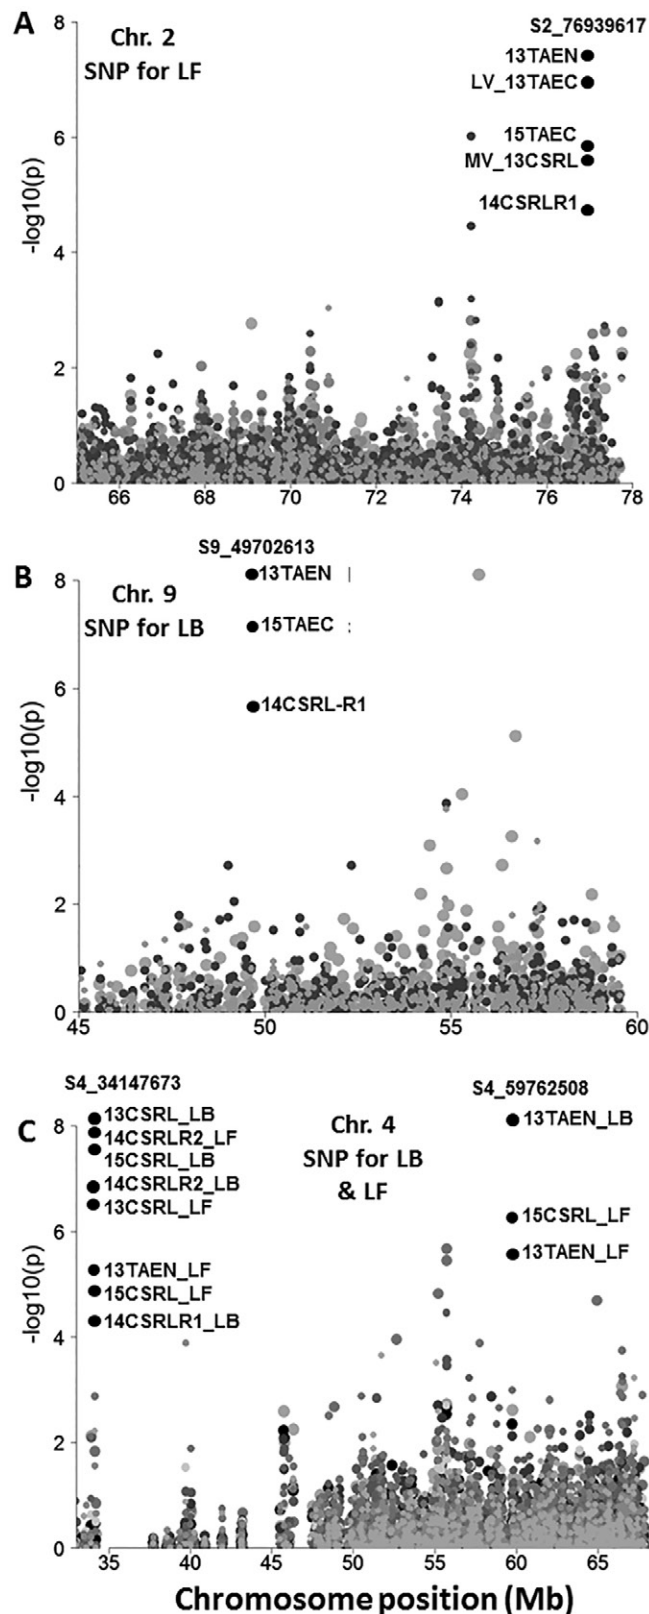 A
Chr. 2
SNP for LF
S2_76939617
13TAEN
LV_13TAEC
15TAEC
MV_13CSRL
14CSRLR1
-log10(p)
8
6
4
2
0
66 68 70 72 74 76 78
B
Chr. 9
SNP for LB
S9_49702613
13TAEN
15TAEC
14CSRL-R1
-log10(p)
8
6
4
2
0
45 50 55 60
C
S4_34147673
13CSRL_LB
14CSRLR2_LF
15CSRL_LB
14CSRLR2_LB
13CSRL_LF
13TAEN_LF
15CSRL_LF
14CSRLR1_LB
Chr. 4
SNP for LB
& LF
S4_59762508
13TAEN_LB
15CSRL_LF
13TAEN_LF
-log10(p)
8
6
4
2
0
35 40 45 50 55 60 65
Chromosome position (Mb)